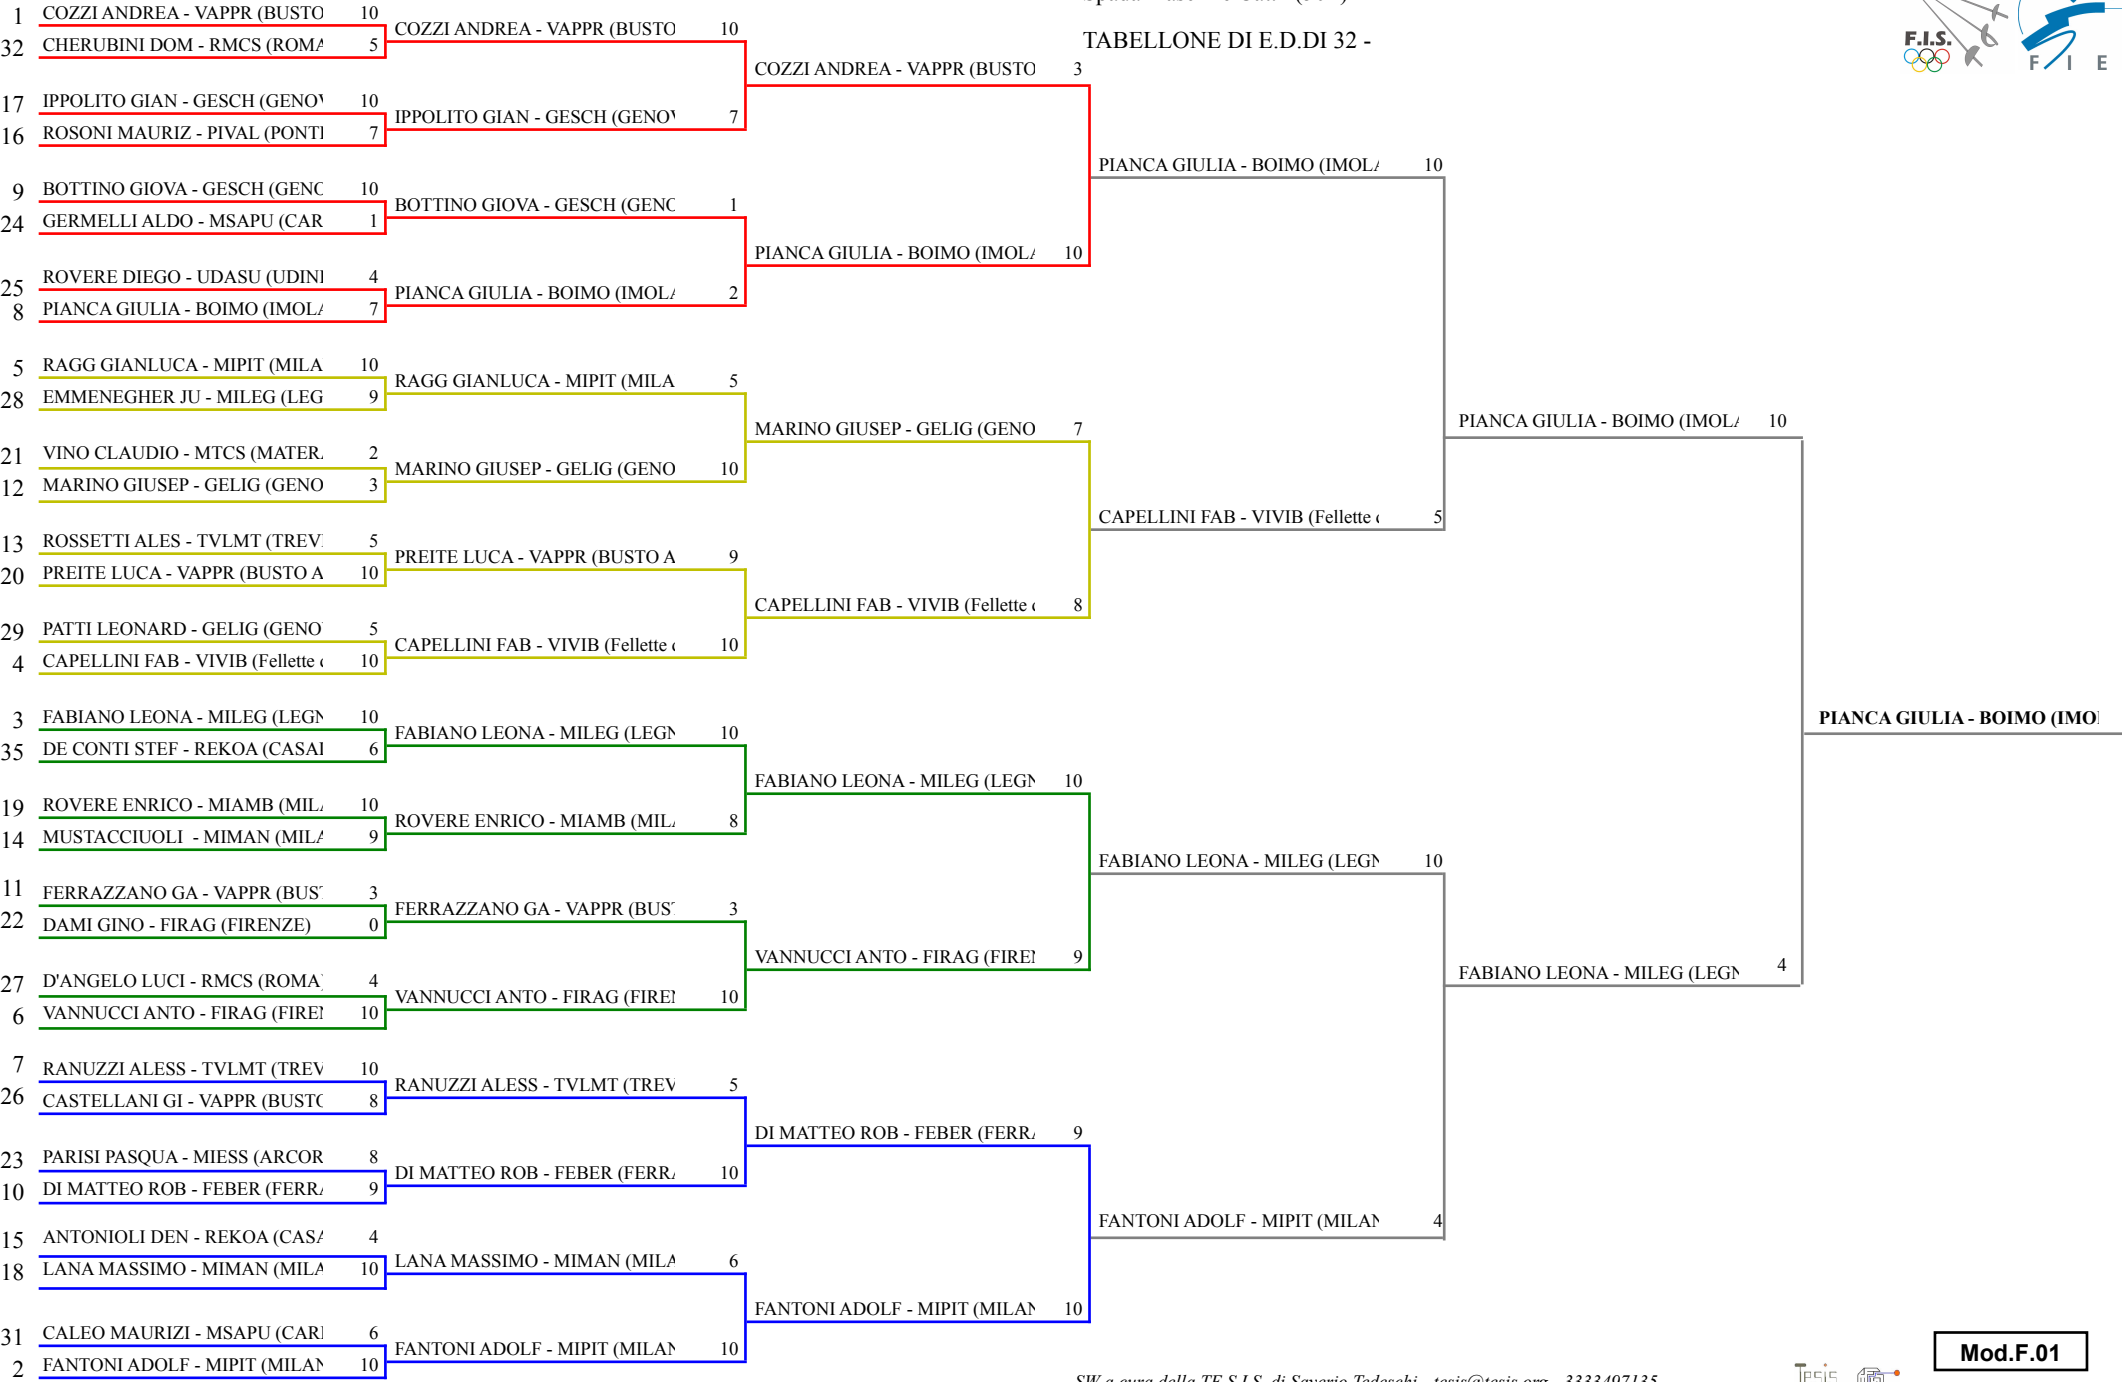 TABELLONE DI E.D.DI 32 -
F.I.S.
F I E
1 COZZI ANDREA - VAPPR (BUSTO 10
32 CHERUBINI DOM - RMCS (ROMA 5
17 IPPOLITO GIAN - GESCH (GENOV 10
16 ROSONI MAURIZ - PIVAL (PONTI 7
9 BOTTINO GIOVA - GESCH (GENO 10
24 GERMELLI ALDO - MSAPU (CAR 1
25 ROVERE DIEGO - UDASU (UDINI 4
8 PIANCA GIULIA - BOIMO (IMOLA 7
5 RAGG GIANLUCA - MIPIT (MILA 10
28 EMMENEGHER JU - MILEG (LEG 9
21 VINO CLAUDIO - MTCS (MATER 2
12 MARINO GIUSEP - GELIG (GENO 3
13 ROSSETTI ALES - TVLMT (TREV 5
20 PREITE LUCA - VAPPR (BUSTO A 10
29 PATTI LEONARD - GELIG (GENO 5
4 CAPELLINI FAB - VIVIB (Fellette 10
3 FABIANO LEONA - MILEG (LEGN 10
35 DE CONTI STEF - REKOA (CASAI 6
19 ROVERE ENRICO - MIAMB (MIL 10
14 MUSTACCIUOLI - MIMAN (MILA 9
11 FERRAZZANO GA - VAPPR (BUS 3
22 DAMI GINO - FIRAG (FIRENZE) 0
27 D'ANGELO LUCI - RMCS (ROMA) 4
6 VANNUCCI ANTO - FIRAG (FIREN 10
7 RANUZZI ALESS - TVLMT (TREV 10
26 CASTELLANI GI - VAPPR (BUSTO 8
23 PARISI PASQUA - MIESS (ARCOR 8
10 DI MATTEO ROB - FEBER (FERRA 9
15 ANTONIOLI DEN - REKOA (CASA 4
18 LANA MASSIMO - MIMAN (MILA 10
31 CALEO MAURIZI - MSAPU (CARI 6
2 FANTONI ADOLF - MIPIT (MILAN 10
COZZI ANDREA - VAPPR (BUSTO 10
IPPOLITO GIAN - GESCH (GENOV 7
BOTTINO GIOVA - GESCH (GENO 1
PIANCA GIULIA - BOIMO (IMOLA 2
RAGG GIANLUCA - MIPIT (MILA 5
MARINO GIUSEP - GELIG (GENO 10
PREITE LUCA - VAPPR (BUSTO A 9
CAPELLINI FAB - VIVIB (Fellette 10
FABIANO LEONA - MILEG (LEGN 10
ROVERE ENRICO - MIAMB (MIL 8
FERRAZZANO GA - VAPPR (BUS 3
VANNUCCI ANTO - FIRAG (FIREN 10
RANUZZI ALESS - TVLMT (TREV 5
DI MATTEO ROB - FEBER (FERRA 10
LANA MASSIMO - MIMAN (MILA 6
FANTONI ADOLF - MIPIT (MILAN 10
COZZI ANDREA - VAPPR (BUSTO 3
PIANCA GIULIA - BOIMO (IMOLA 10
MARINO GIUSEP - GELIG (GENO 7
CAPELLINI FAB - VIVIB (Fellette 8
FABIANO LEONA - MILEG (LEGN 10
VANNUCCI ANTO - FIRAG (FIREN 9
DI MATTEO ROB - FEBER (FERRA 9
FANTONI ADOLF - MIPIT (MILAN 10
PIANCA GIULIA - BOIMO (IMOLA 10
CAPELLINI FAB - VIVIB (Fellette 5
FABIANO LEONA - MILEG (LEGN 10
FANTONI ADOLF - MIPIT (MILAN 4
PIANCA GIULIA - BOIMO (IMOLA 10
FABIANO LEONA - MILEG (LEGN 4
PIANCA GIULIA - BOIMO (IMO
SW a cura della TE.S.I.S. di Saverio Tedeschi - tesis@tesis.org - 3333497135
Tesis
Mod.F.01